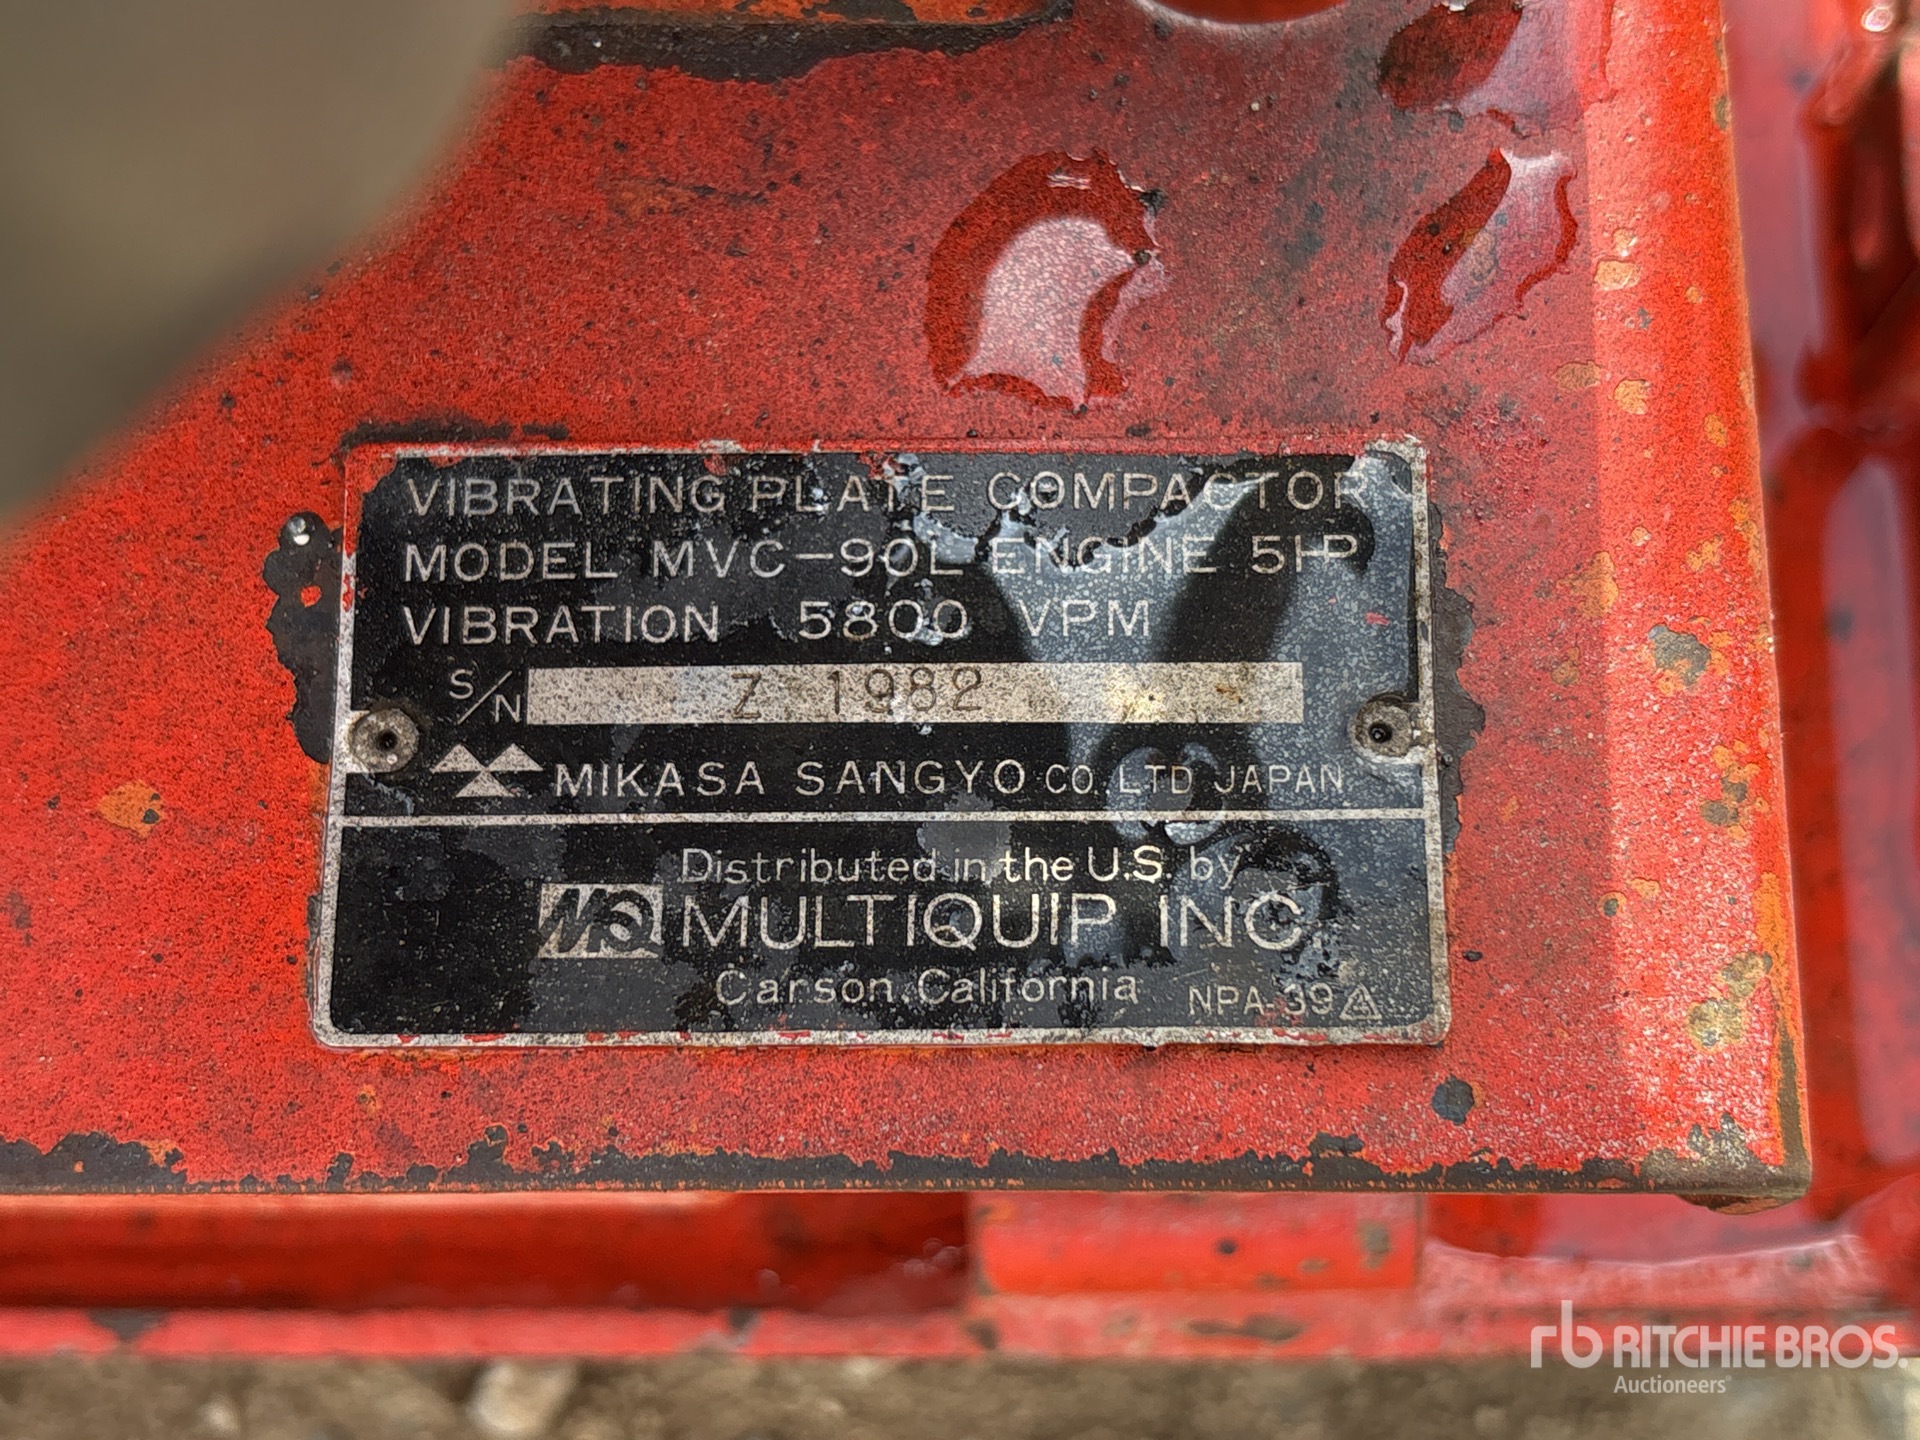 VIBRATING PLATE COMPACTOR
MODEL MVC-90L ENGINE 5HP
VIBRATION 5800 VPM
S/N Z 1982
MIKASA SANGYO CO. LTD JAPAN
Distributed in the U.S. by
MQ MULTIQUIP INC
Carson, California NPA-39
rb RITCHIE BROS.
Auctioneers